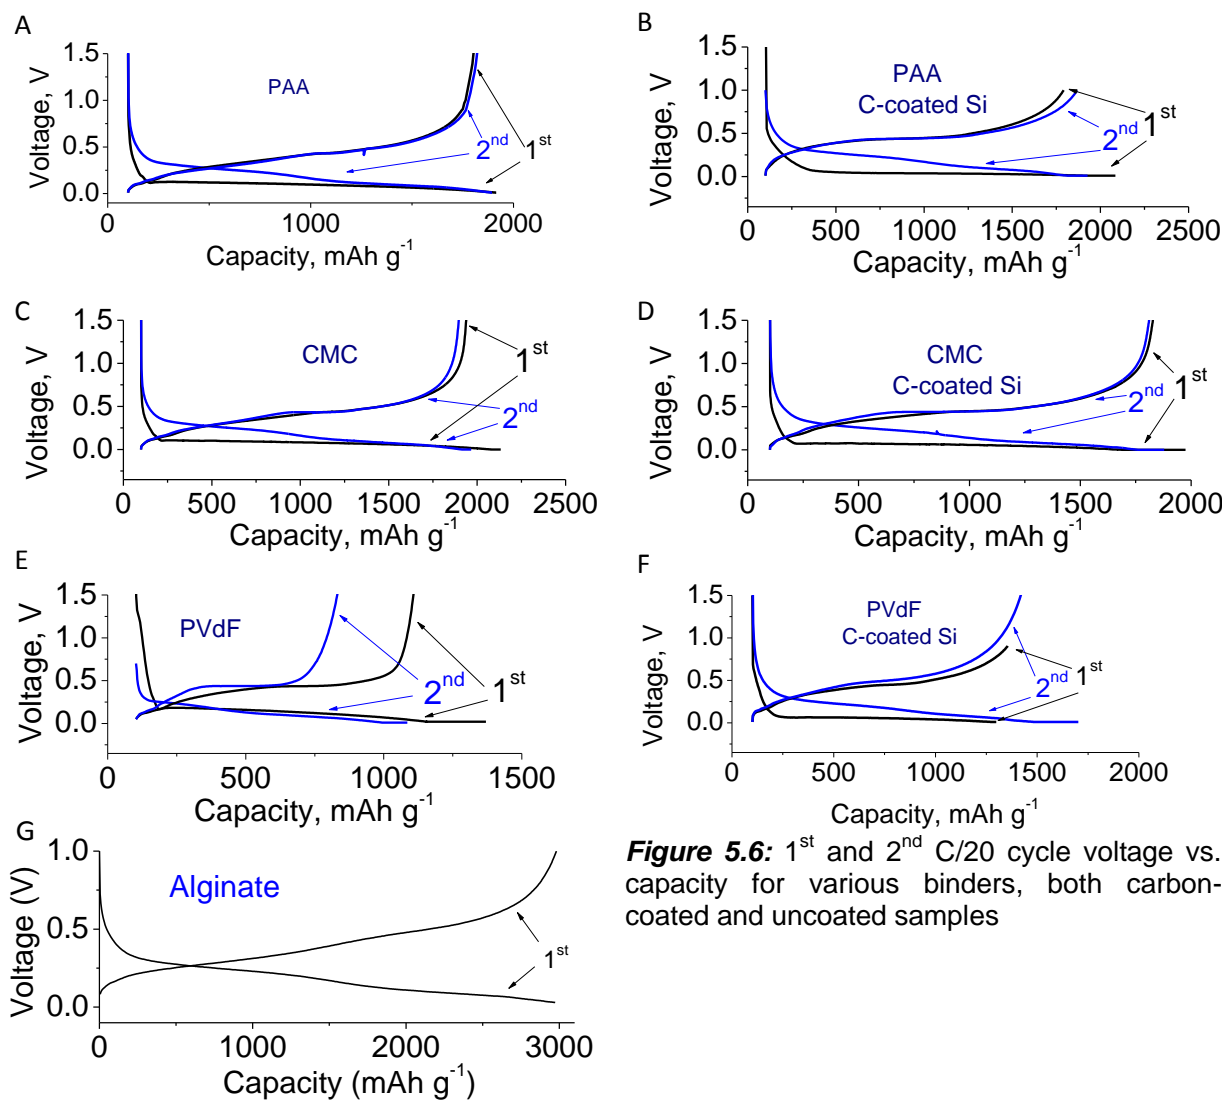 A
Voltage, V
1.5
1.0
0.5
0.0
PAA
2nd
1st
0
1000
2000
Capacity, mAh g-1
B
Voltage, V
1.5
1.0
0.5
0.0
PAA
C-coated Si
2nd
1st
0
500
1000
1500
2000
2500
Capacity, mAh g-1
C
Voltage, V
1.5
1.0
0.5
0.0
CMC
1st
2nd
0
500
1000
1500
2000
2500
Capacity, mAh g-1
D
Voltage, V
1.5
1.0
0.5
0.0
CMC
C-coated Si
1st
2nd
0
500
1000
1500
2000
Capacity, mAh g-1
E
Voltage, V
1.5
1.0
0.5
0.0
PVdF
2nd
1st
0
500
1000
1500
Capacity, mAh g-1
F
Voltage, V
1.5
1.0
0.5
0.0
PVdF
C-coated Si
1st
2nd
0
500
1000
1500
2000
Capacity, mAh g-1
G
Voltage (V)
1.0
0.5
0.0
Alginate
1st
0
1000
2000
3000
Capacity (mAh g-1)
Figure 5.6: 1st and 2nd C/20 cycle voltage vs.
capacity for various binders, both carbon-
coated and uncoated samples